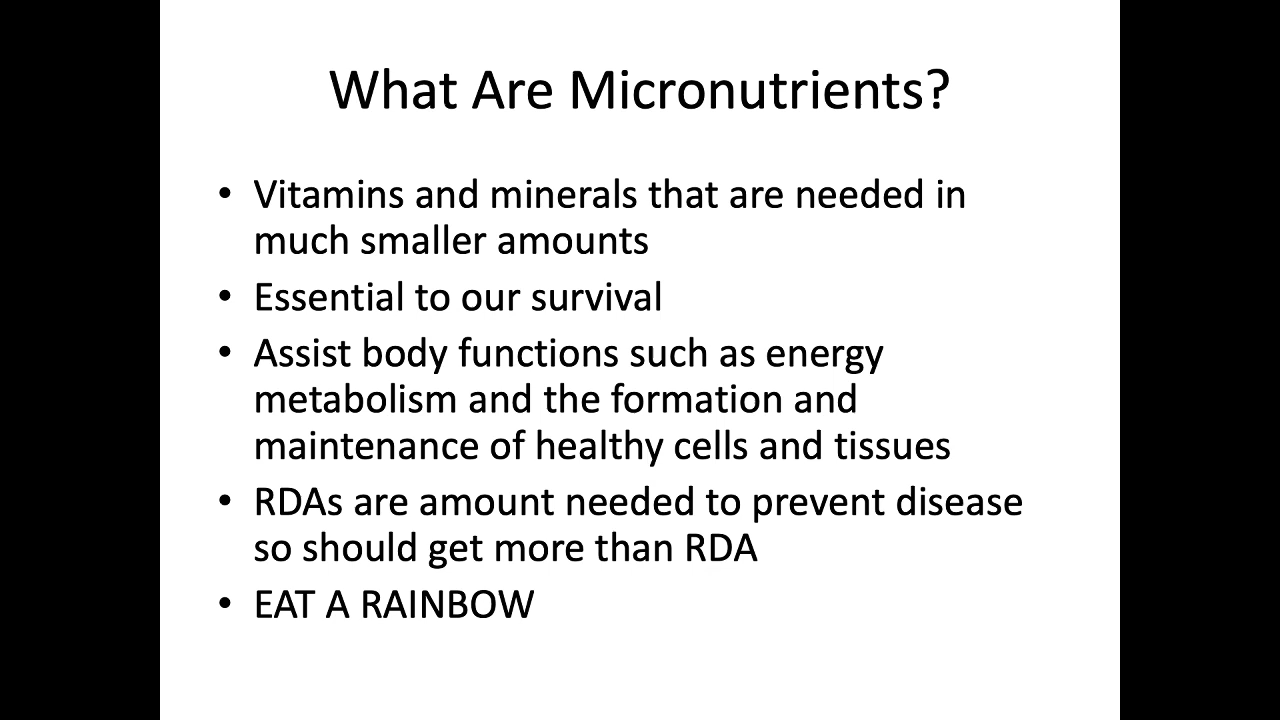 What Are Micronutrients?
• Vitamins and minerals that are needed in
much smaller amounts
• Essential to our survival
• Assist body functions such as energy
metabolism and the formation and
maintenance of healthy cells and tissues
• RDAs are amount needed to prevent disease
so should get more than RDA
• EAT A RAINBOW